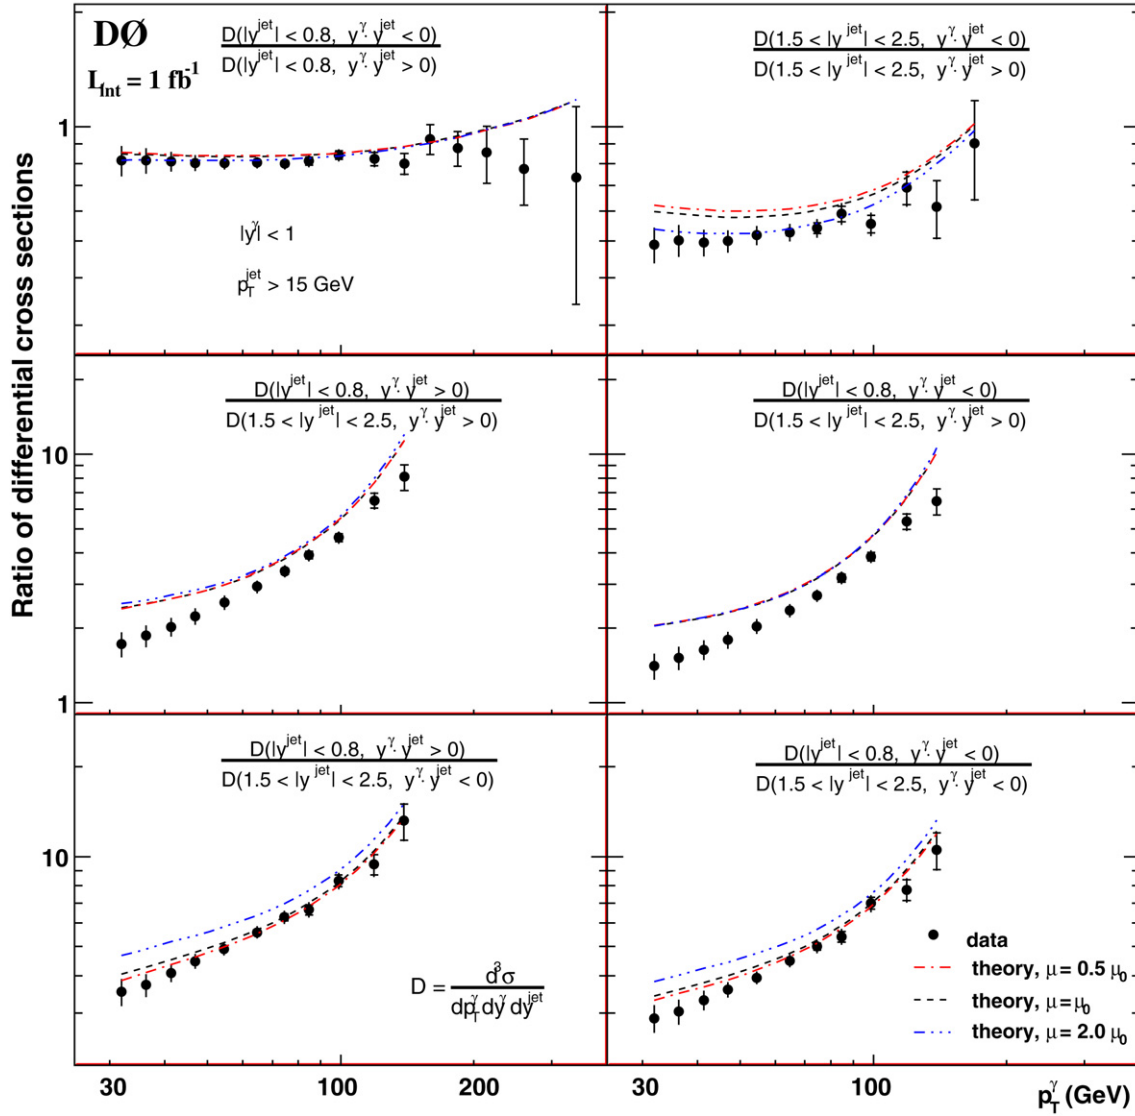 Ratio of differential cross sections
DØ
L_int = 1 fb^-1
D(|y^jet| < 0.8, y^γ· y^jet < 0)
D(|y^jet| < 0.8, y^γ· y^jet > 0)
|y^γ| < 1
p_T^jet > 15 GeV
1
D(1.5 < |y^jet| < 2.5, y^γ· y^jet < 0)
D(1.5 < |y^jet| < 2.5, y^γ· y^jet > 0)
1
D(|y^jet| < 0.8, y^γ· y^jet > 0)
D(1.5 < |y^jet| < 2.5, y^γ· y^jet > 0)
10
1
D(|y^jet| < 0.8, y^γ· y^jet < 0)
D(1.5 < |y^jet| < 2.5, y^γ· y^jet > 0)
10
1
D(|y^jet| < 0.8, y^γ· y^jet > 0)
D(1.5 < |y^jet| < 2.5, y^γ· y^jet < 0)
10
D = d^3σ / dp_T^γ dy^γ dy^jet
D(|y^jet| < 0.8, y^γ· y^jet < 0)
D(1.5 < |y^jet| < 2.5, y^γ· y^jet < 0)
10
data
theory, μ = 0.5 μ_0
theory, μ = μ_0
theory, μ = 2.0 μ_0
30 100 200 30 100
p_T^γ (GeV)